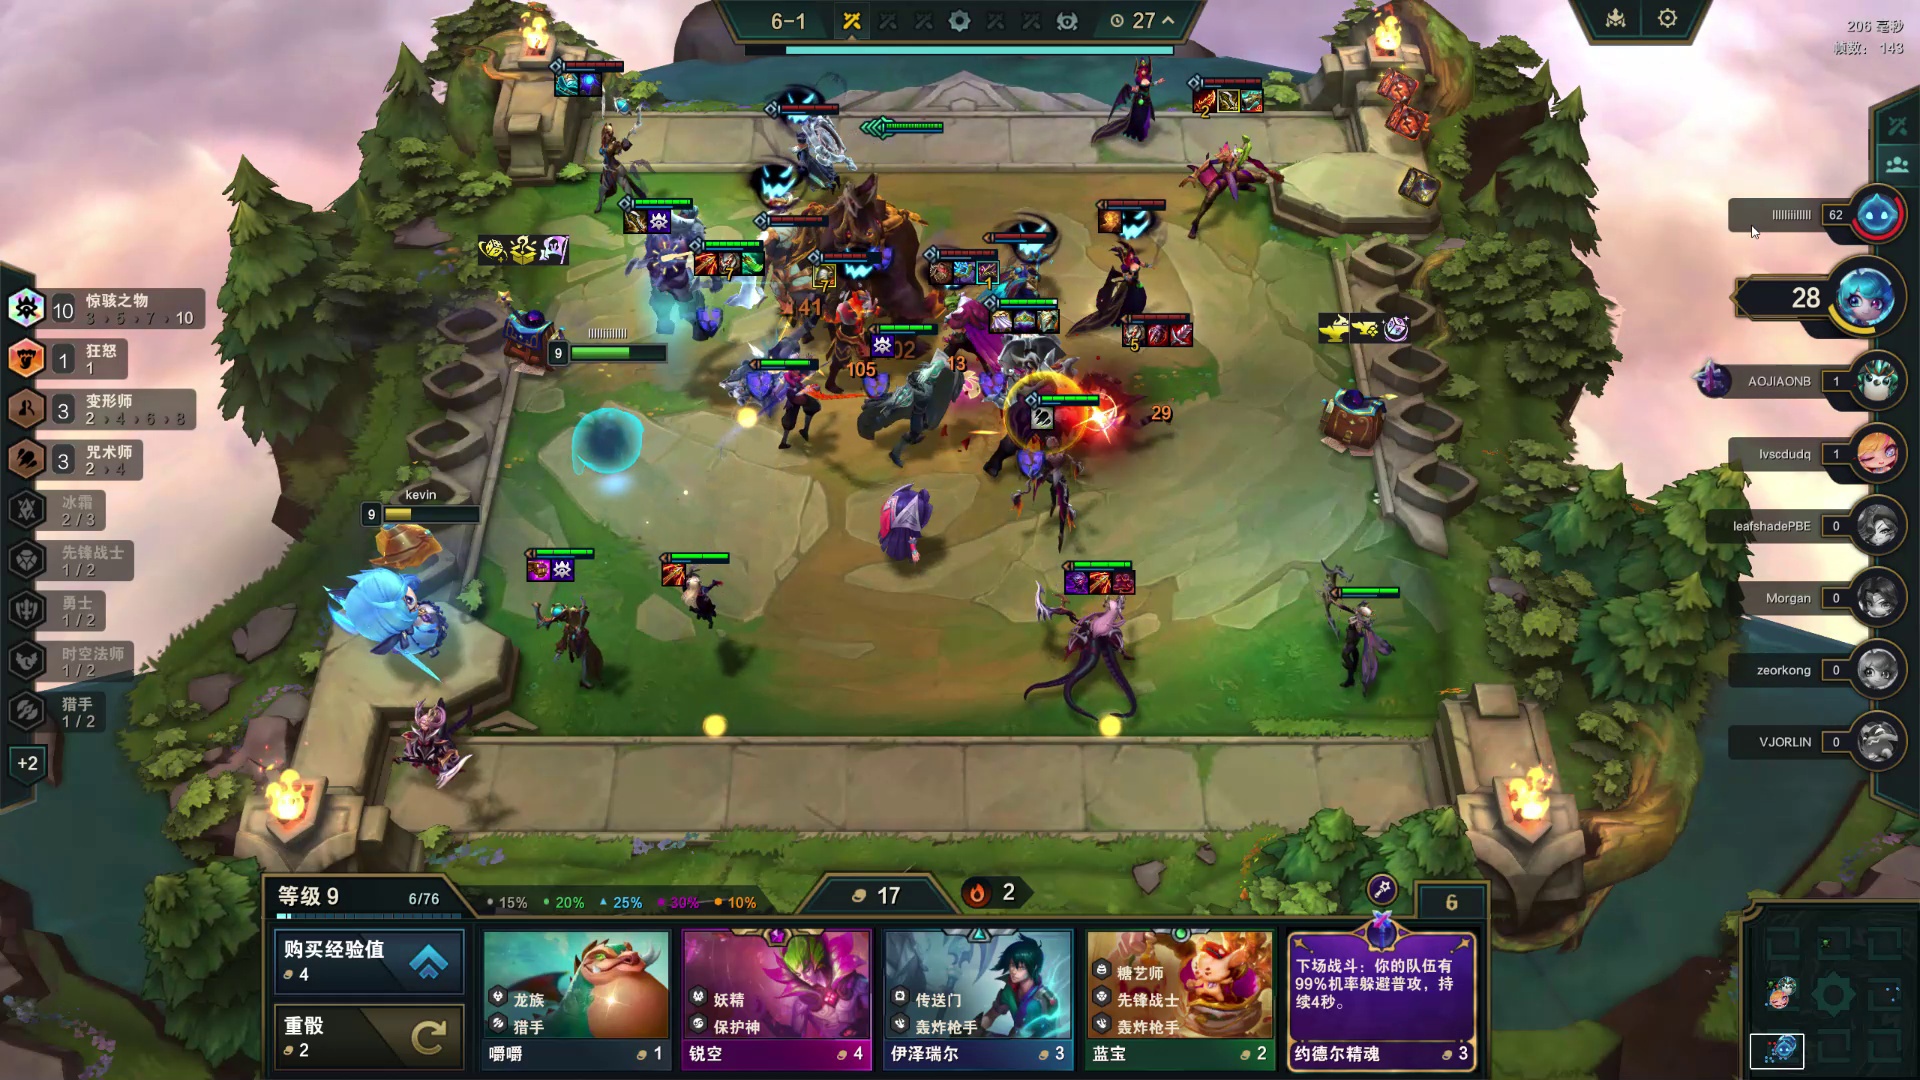 6-1
27
206 毫秒
帧数: 143
2
7
7
41
02
105
13
1
5
29
llllliiilllll
9
kevin
9
10
惊骇之物
3 › 5 › 7 › 10
1
狂怒
1
3
变形师
2 › 4 › 6 › 8
3
咒术师
2 › 4
冰霜
2 / 3
先锋战士
1 / 2
勇士
1 / 2
时空法师
1 / 2
猎手
1 / 2
+2
62
28
AOJIAONB
1
lvscdudq
1
leafshadePBE
0
Morgan
0
zeorkong
0
VJORLIN
0
等级 9
6/76
15%
20%
25%
30%
10%
17
2
6
购买经验值
4
重骰
2
龙族
猎手
嚼嚼
1
妖精
保护神
锐空
4
传送门
轰炸枪手
伊泽瑞尔
3
糖艺师
先锋战士
轰炸枪手
蓝宝
2
下场战斗：你的队伍有
99%机率躲避普攻，持
续4秒。
约德尔精魂
3